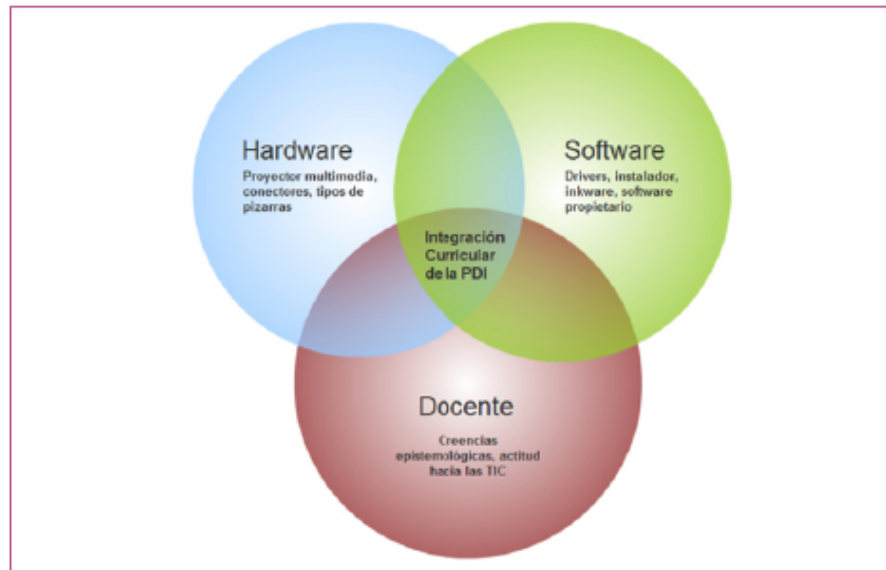 Hardware
Proyector multimedia,
conectores, tipos de
pizarras
Software
Drivers, instalador,
inkware, software
propietario
Integración
Curricular
de la PDI
Docente
Creencias
epistemológicas, actitud
hacia las TIC